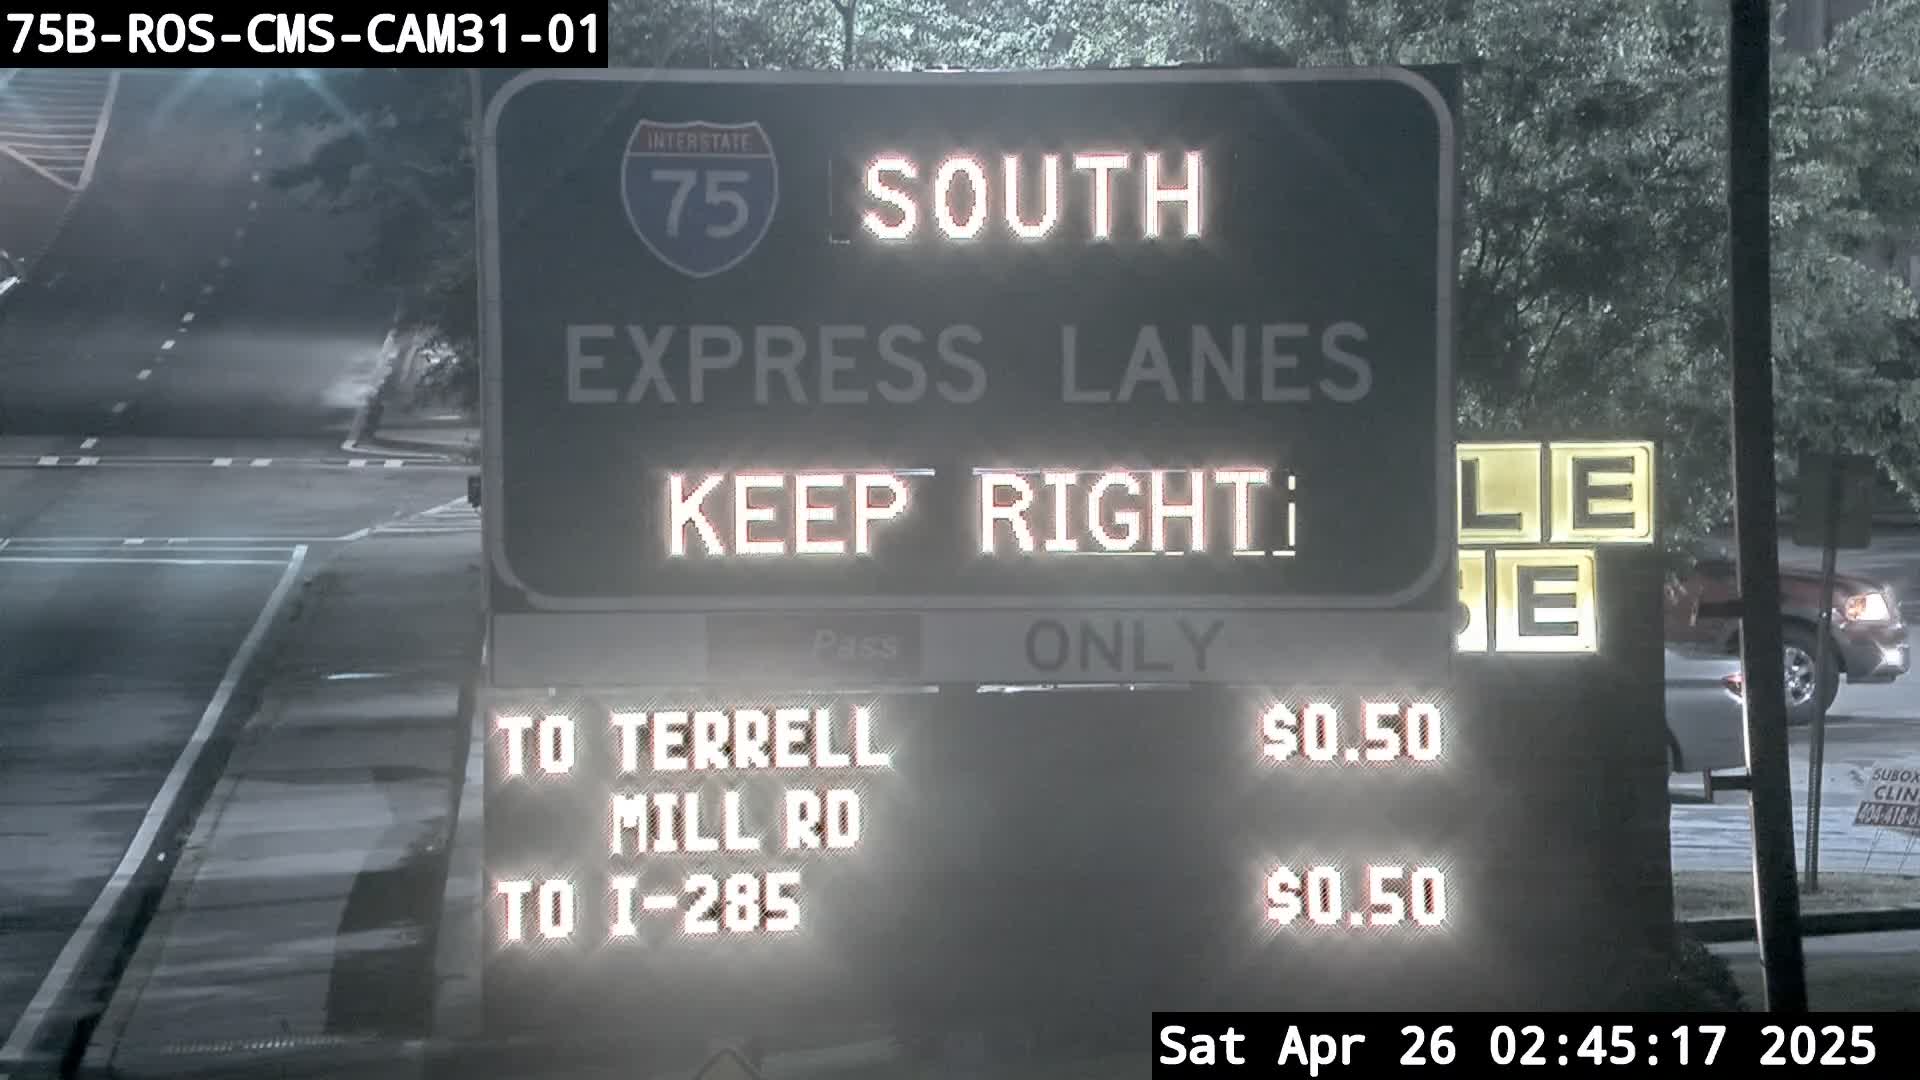 75B-ROS-CMS-CAM31-01
INTERSTATE
75
SOUTH
EXPRESS LANES
KEEP RIGHT
LE
E
Pass
ONLY
TO TERRELL $0.50
MILL RD
TO I-285 $0.50
Sat Apr 26 02:45:17 2025